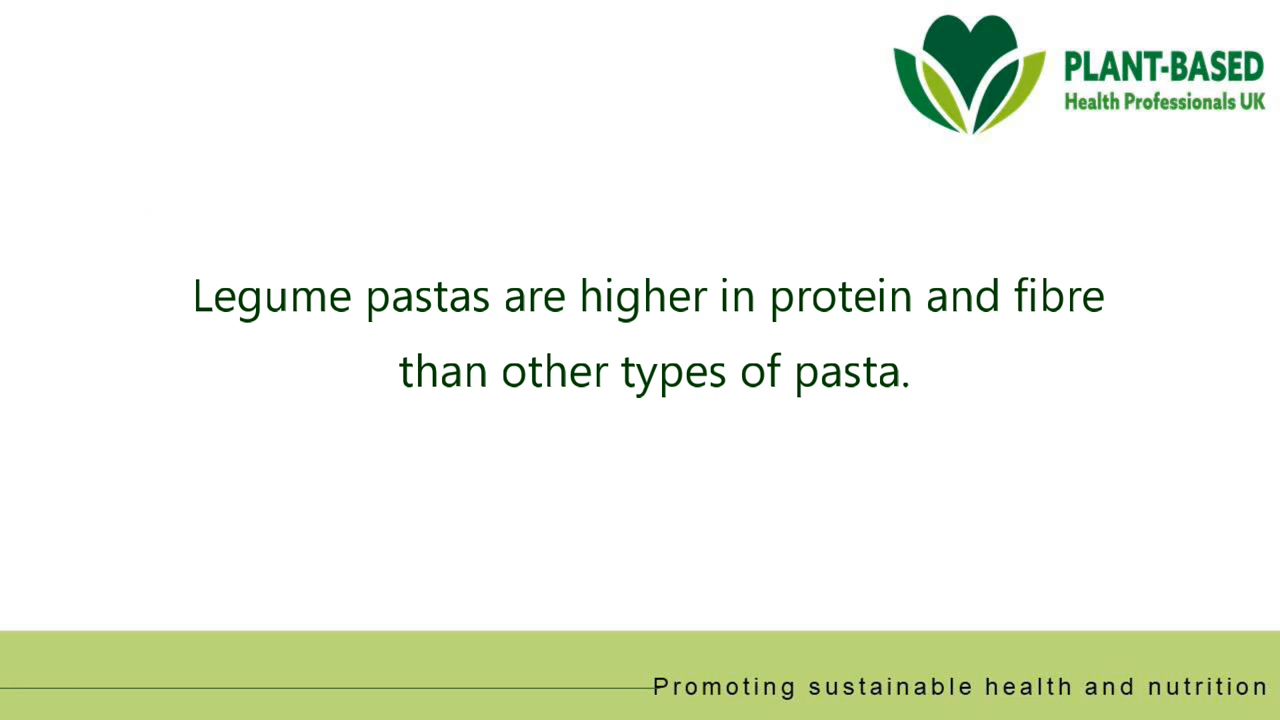 PLANT-BASED
Health Professionals UK
Legume pastas are higher in protein and fibre
than other types of pasta.
Promoting sustainable health and nutrition